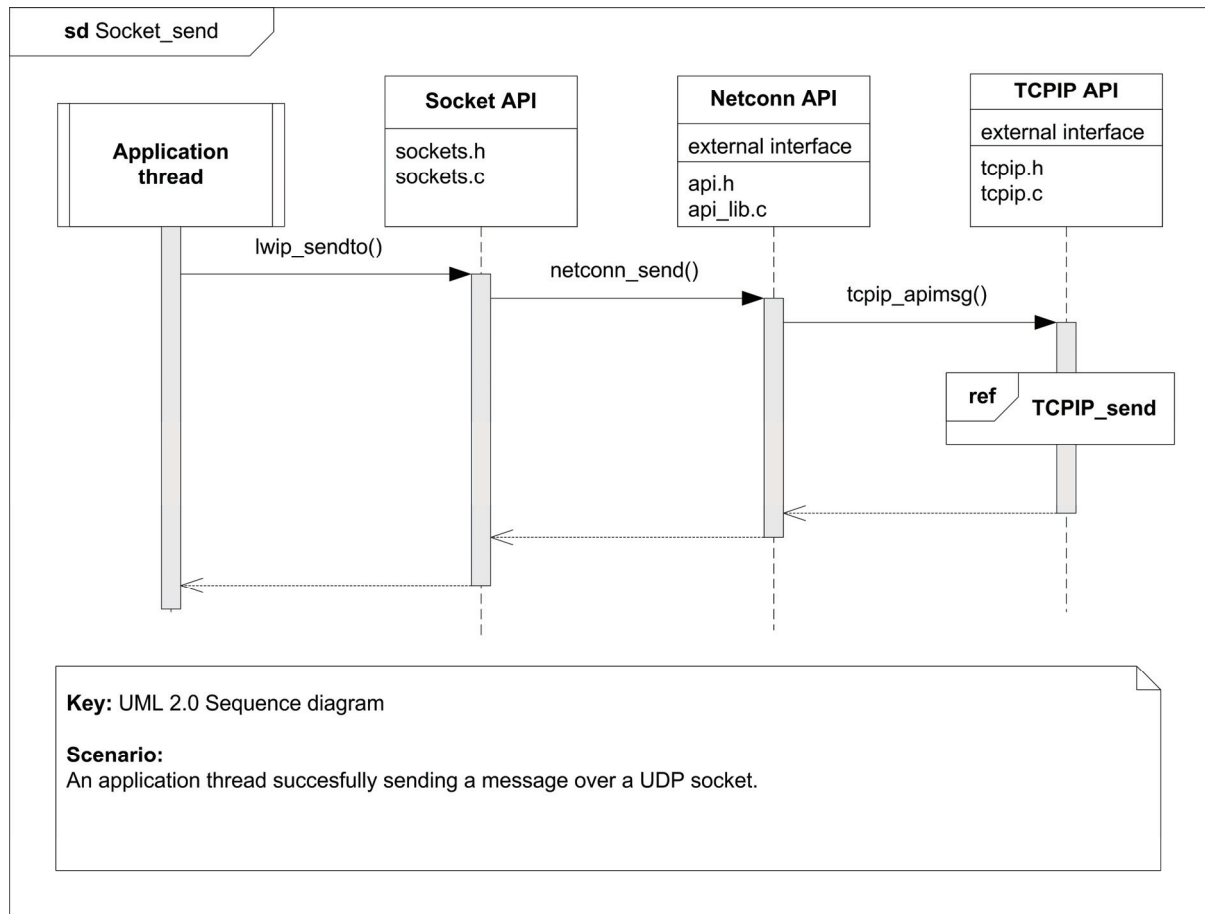 sd Socket_send
Application
thread
Socket API
sockets.h
sockets.c
Netconn API
external interface
api.h
api_lib.c
TCPIP API
external interface
tcpip.h
tcpip.c
lwip_sendto()
netconn_send()
tcpip_apimsg()
ref
TCPIP_send
Key: UML 2.0 Sequence diagram
Scenario:
An application thread succesfully sending a message over a UDP socket.